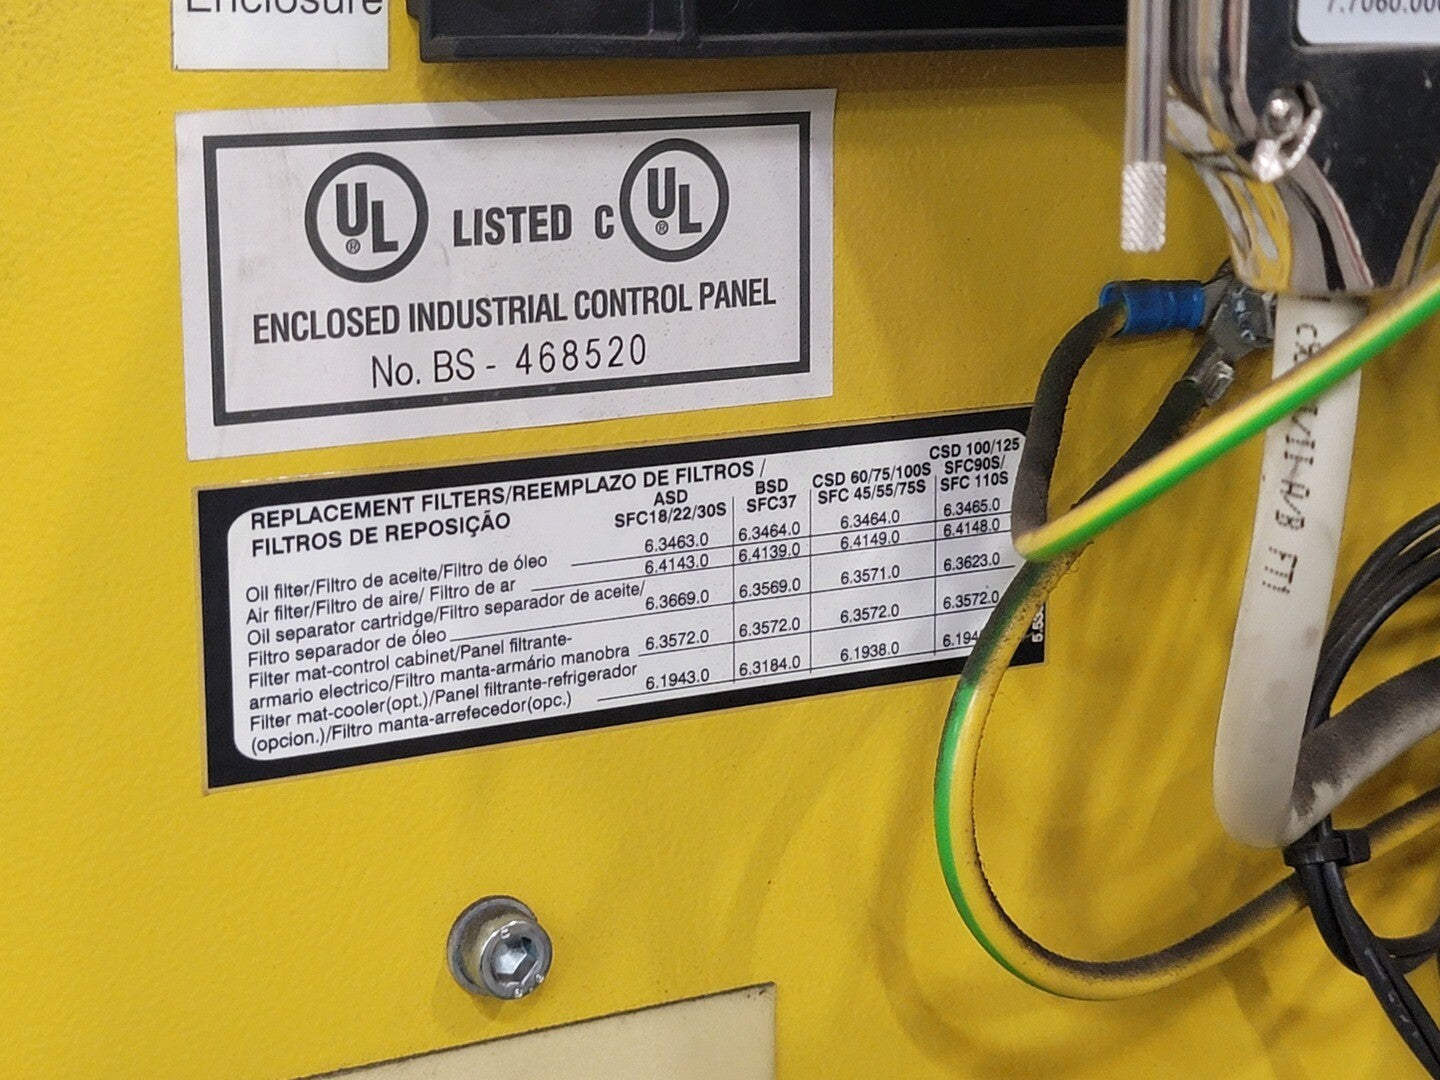 Enclosure
7.7060.00
UL® LISTED C UL®
ENCLOSED INDUSTRIAL CONTROL PANEL
No. BS - 468520
REPLACEMENT FILTERS/REEMPLAZO DE FILTROS /
FILTROS DE REPOSIÇÃO
ASD
SFC18/22/30S
BSD
SFC37
CSD 60/75/100S
SFC 45/55/75S
CSD 100/125
SFC90S/
SFC 110S
Oil filter/Filtro de aceite/Filtro de óleo 6.3463.0 6.3464.0 6.3464.0 6.3465.0
Air filter/Filtro de aire/ Filtro de ar 6.4143.0 6.4139.0 6.4149.0 6.4148.0
Oil separator cartridge/Filtro separador de aceite/
Filtro separador de óleo 6.3669.0 6.3569.0 6.3571.0 6.3623.0
Filter mat-control cabinet/Panel filtrante-
armario electrico/Filtro manta-armário manobra 6.3572.0 6.3572.0 6.3572.0 6.3572.0
Filter mat-cooler(opt.)/Panel filtrante-refrigerador
(opcion.)/Filtro manta-arrefecedor(opc.) 6.1943.0 6.3184.0 6.1938.0 6.194